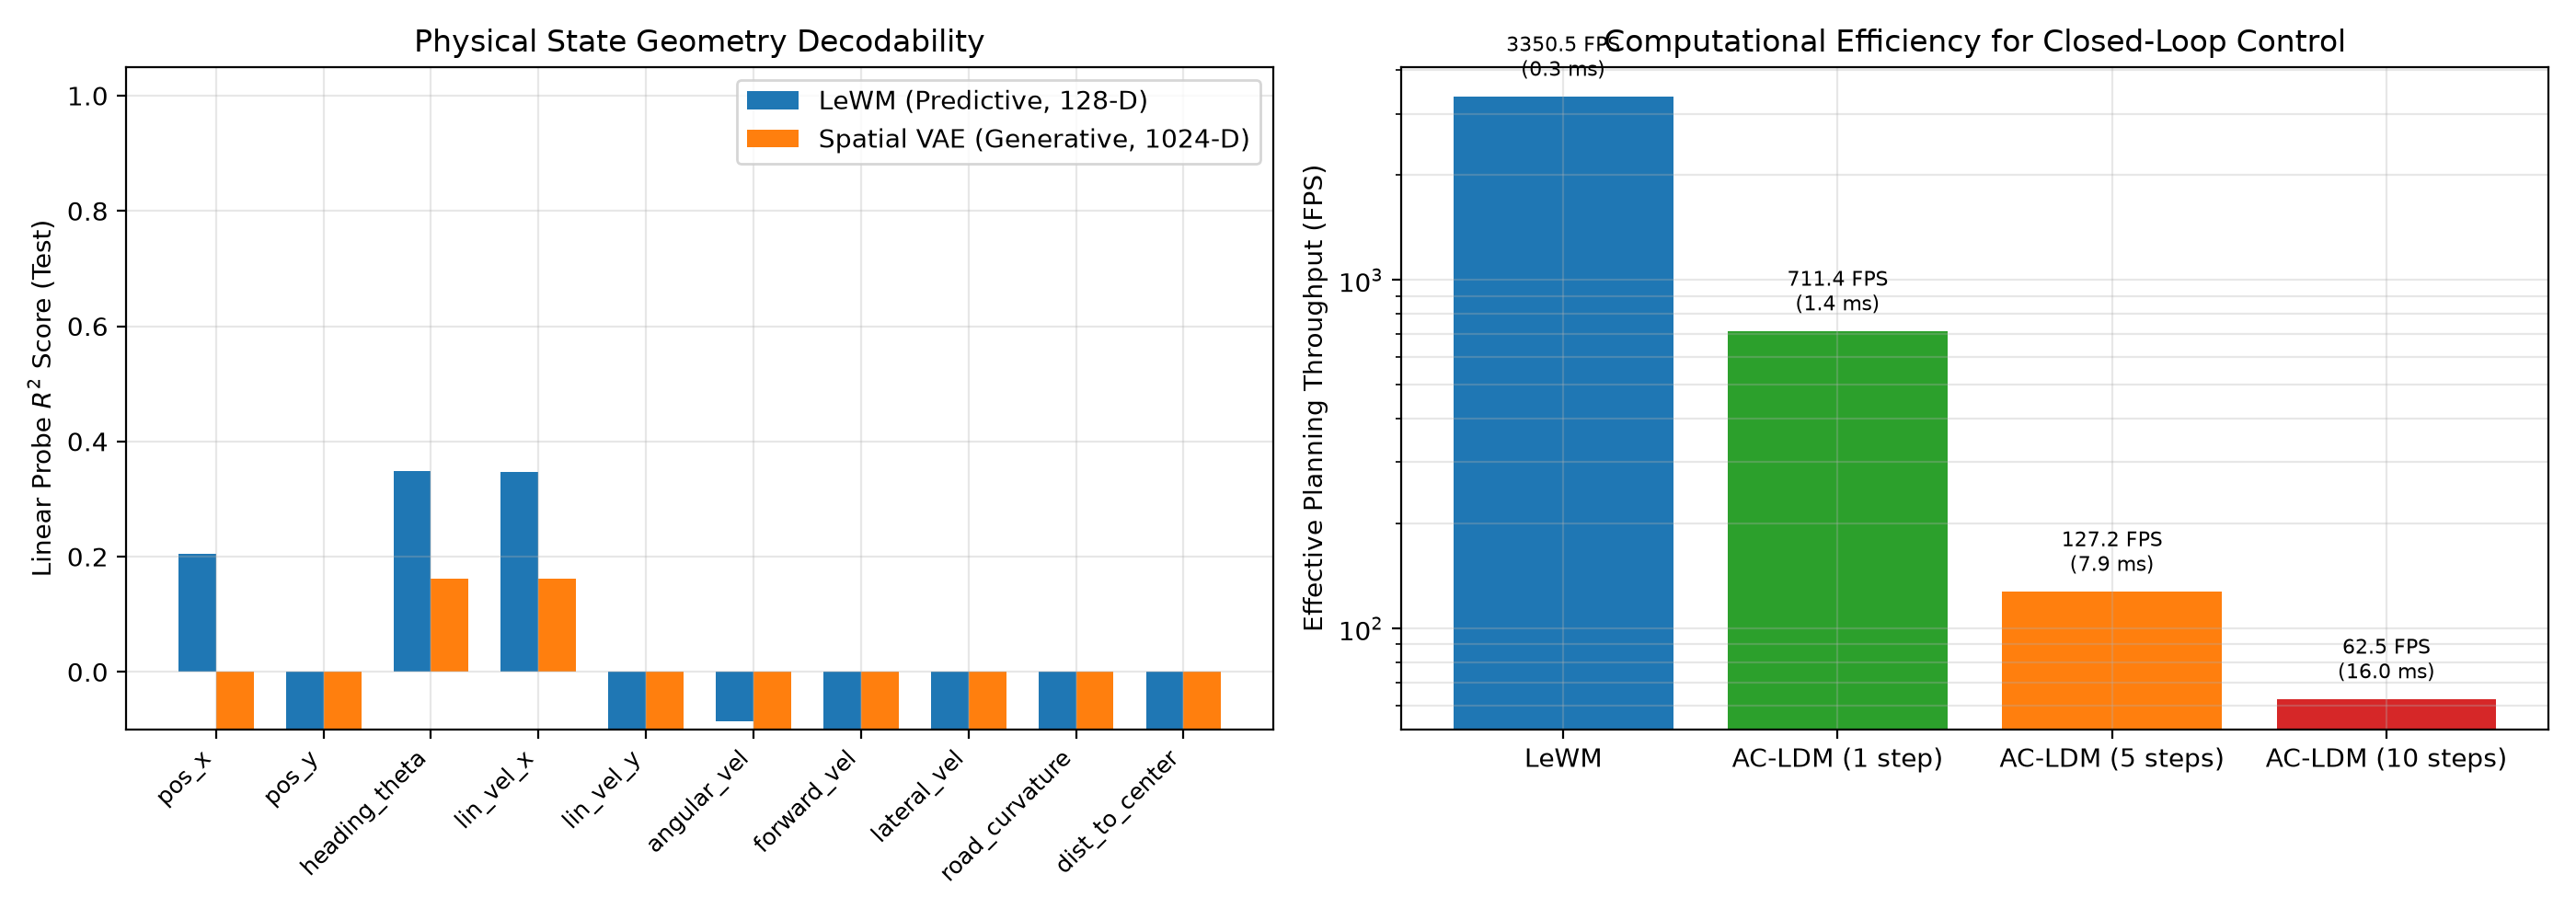 Physical State Geometry Decodability
LeWM (Predictive, 128-D)
Spatial VAE (Generative, 1024-D)
Linear Probe R² Score (Test)
1.0
0.8
0.6
0.4
0.2
0.0
pos_x
pos_y
heading_theta
lin_vel_x
lin_vel_y
angular_vel
forward_vel
lateral_vel
road_curvature
dist_to_center
Computational Efficiency for Closed-Loop Control
Effective Planning Throughput (FPS)
10³
10²
3350.5 FPS
(0.3 ms)
711.4 FPS
(1.4 ms)
127.2 FPS
(7.9 ms)
62.5 FPS
(16.0 ms)
LeWM
AC-LDM (1 step)
AC-LDM (5 steps)
AC-LDM (10 steps)